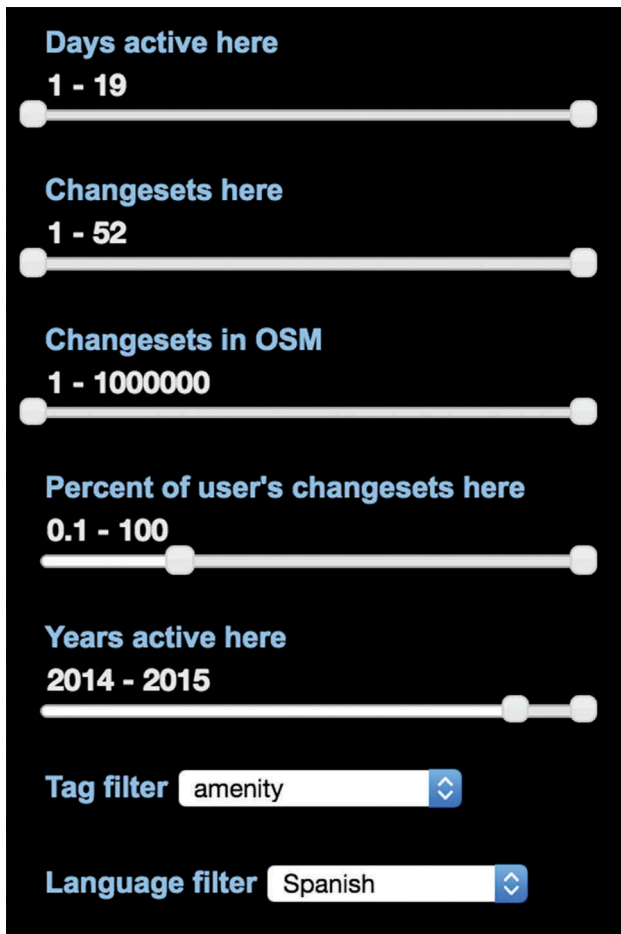 Days active here
1 - 19
Changesets here
1 - 52
Changesets in OSM
1 - 1000000
Percent of user's changesets here
0.1 - 100
Years active here
2014 - 2015
Tag filter amenity
Language filter Spanish